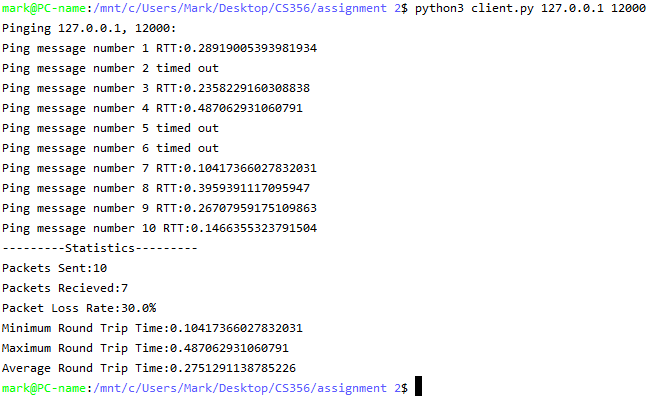 mark@PC-name:/mnt/c/Users/Mark/Desktop/CS356/assignment 2$ python3 client.py 127.0.0.1 12000
Pinging 127.0.0.1, 12000:
Ping message number 1 RTT:0.28919005393981934
Ping message number 2 timed out
Ping message number 3 RTT:0.2358229160308838
Ping message number 4 RTT:0.487062931060791
Ping message number 5 timed out
Ping message number 6 timed out
Ping message number 7 RTT:0.10417366027832031
Ping message number 8 RTT:0.3959391117095947
Ping message number 9 RTT:0.26707959175109863
Ping message number 10 RTT:0.1466355323791504
---------Statistics---------
Packets Sent:10
Packets Recieved:7
Packet Loss Rate:30.0%
Minimum Round Trip Time:0.10417366027832031
Maximum Round Trip Time:0.487062931060791
Average Round Trip Time:0.2751291138785226
mark@PC-name:/mnt/c/Users/Mark/Desktop/CS356/assignment 2$